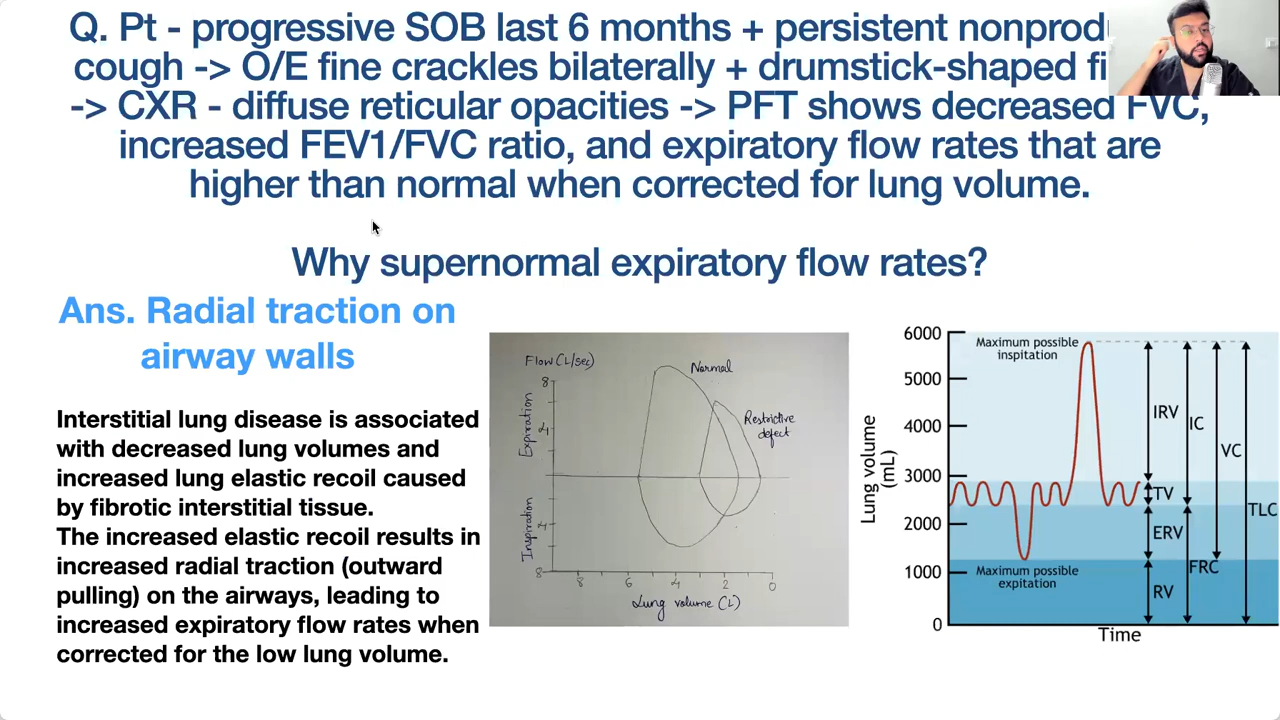 Q. Pt - progressive SOB last 6 months + persistent nonprod
cough -> O/E fine crackles bilaterally + drumstick-shaped fi
-> CXR - diffuse reticular opacities -> PFT shows decreased FVC,
increased FEV1/FVC ratio, and expiratory flow rates that are
higher than normal when corrected for lung volume.
Why supernormal expiratory flow rates?
Ans. Radial traction on
airway walls
Interstitial lung disease is associated
with decreased lung volumes and
increased lung elastic recoil caused
by fibrotic interstitial tissue.
The increased elastic recoil results in
increased radial traction (outward
pulling) on the airways, leading to
increased expiratory flow rates when
corrected for the low lung volume.
Flow (L/sec)
Normal
Restrictive
defect
Expiration
Inspiration
8
4
4
8
8 6 4 2 0
Lung volume (L)
Lung volume
(mL)
6000
5000
4000
3000
2000
1000
0
Maximum possible
inspitation
Maximum possible
expitation
IRV
IC
VC
TV
TLC
ERV
FRC
RV
Time